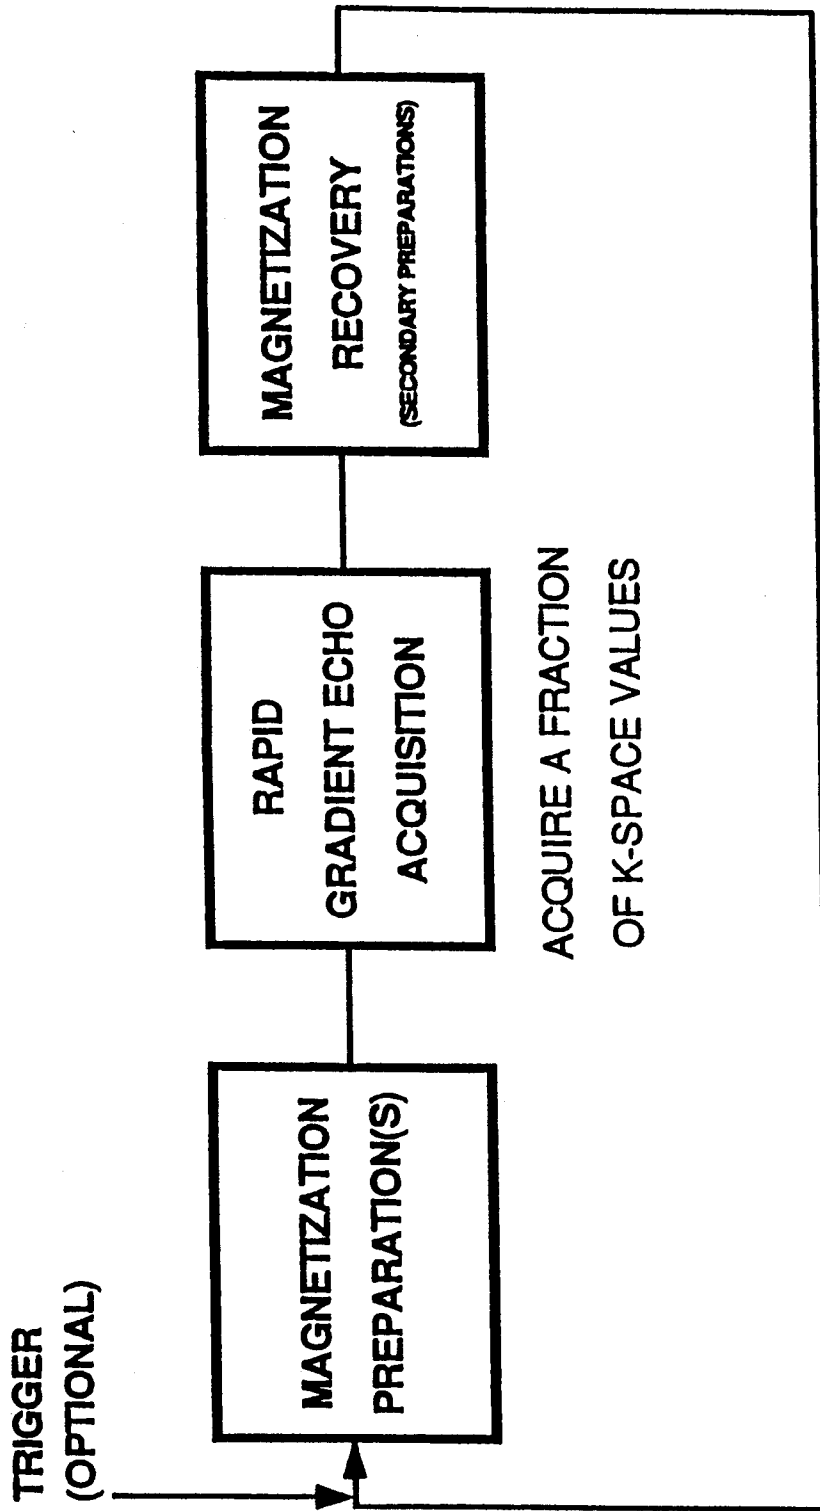 TRIGGER
(OPTIONAL)
MAGNETIZATION
PREPARATION(S)
RAPID
GRADIENT ECHO
ACQUISITION
ACQUIRE A FRACTION
OF K-SPACE VALUES
MAGNETIZATION
RECOVERY
(SECONDARY PREPARATIONS)